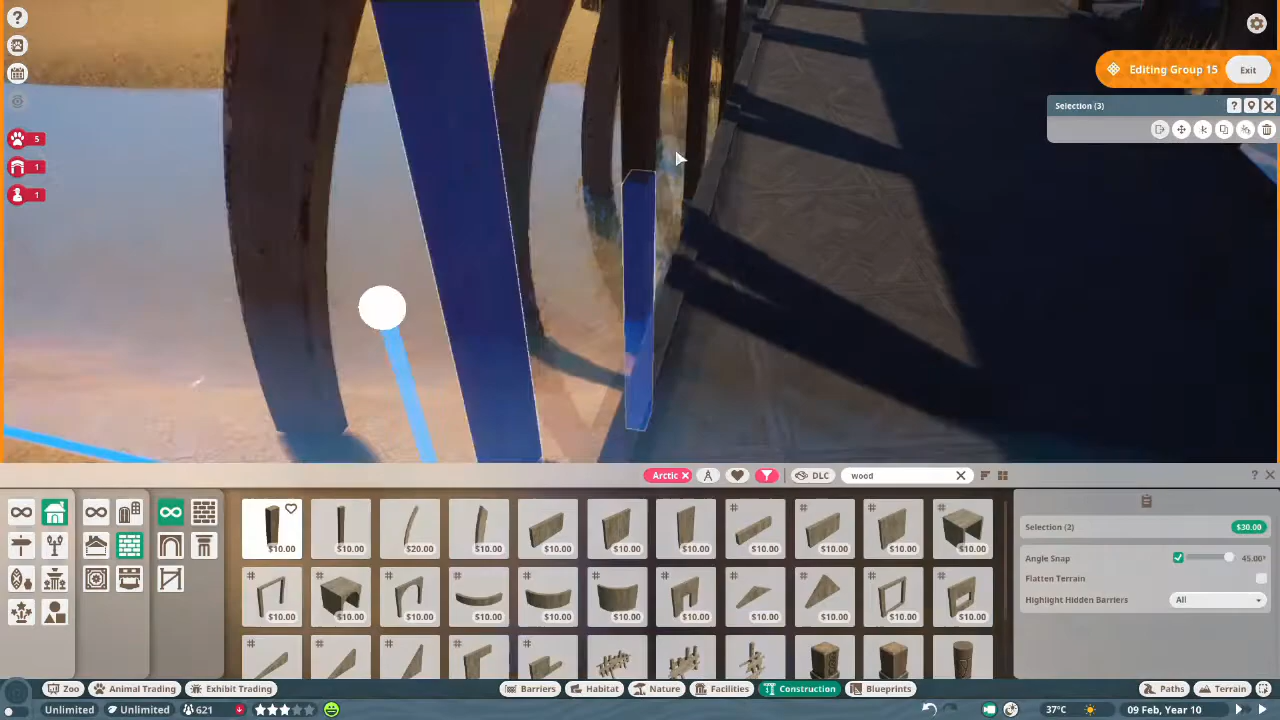 ?
Editing Group 15 Exit
Selection (3) ?
5
1
1
Arctic DLC wood ?
$10.00 $10.00 $20.00 $10.00 $10.00 $10.00 $10.00 $10.00 $10.00 $10.00 $10.00
$10.00 $10.00 $10.00 $10.00 $10.00 $10.00 $10.00 $10.00 $10.00 $10.00 $10.00
Selection (2) $30.00
Angle Snap 45.00°
Flatten Terrain
Highlight Hidden Barriers All
Zoo Animal Trading Exhibit Trading Barriers Habitat Nature Facilities Construction Blueprints Paths Terrain
Unlimited Unlimited 621 37°C 09 Feb, Year 10